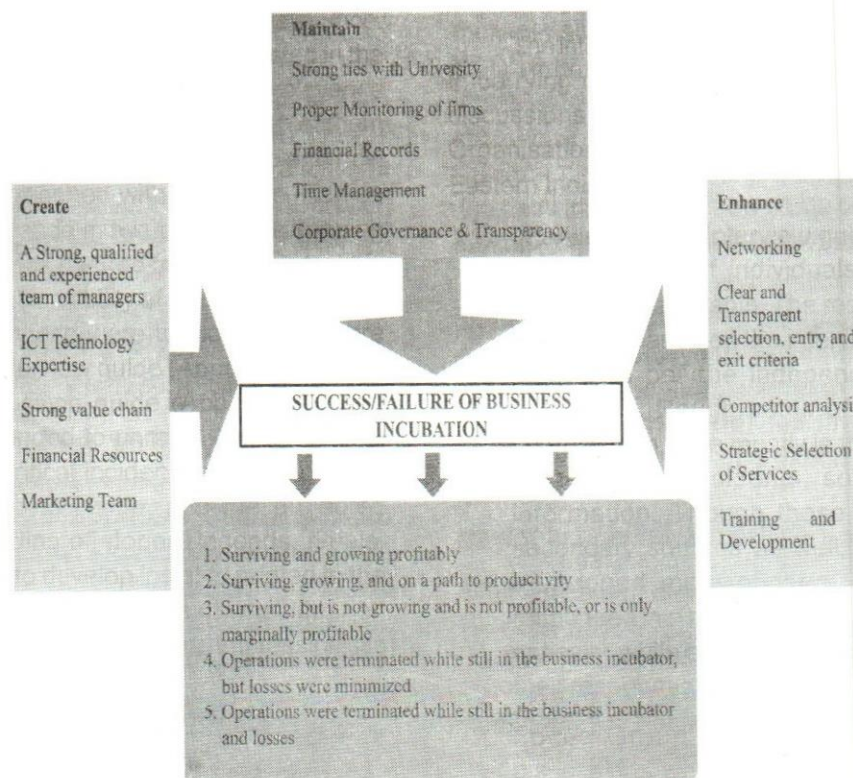 Maintain
Strong ties with University
Proper Monitoring of firms
Financial Records
Time Management
Corporate Governance & Transparency
Create
A Strong, qualified
and experienced
team of managers
ICT Technology
Expertise
Strong value chain
Financial Resources
Marketing Team
Enhance
Networking
Clear and
Transparent
selection, entry and
exit criteria
Competitor analysi
Strategic Selection
of Services
Training and
Development
SUCCESS/FAILURE OF BUSINESS
INCUBATION
1. Surviving and growing profitably
2. Surviving, growing, and on a path to productivity
3. Surviving, but is not growing and is not profitable, or is only
marginally profitable
4. Operations were terminated while still in the business incubator,
but losses were minimized
5. Operations were terminated while still in the business incubator
and losses